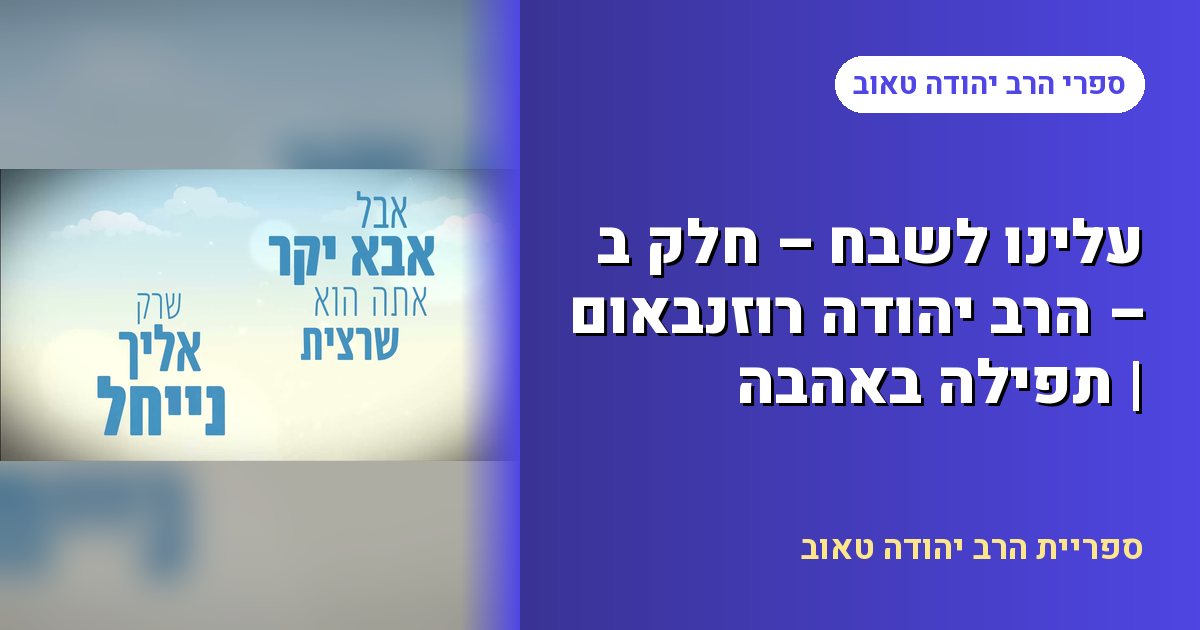 ספרי הרב יהודה טאוב
עלינו לשבח – חלק ב
– הרב יהודה רוזנבאום
| תפילה באהבה
ספריית הרב יהודה טאוב
אבל
אבא יקר
אתה הוא
שרצית
שרק
אליך
נייחל